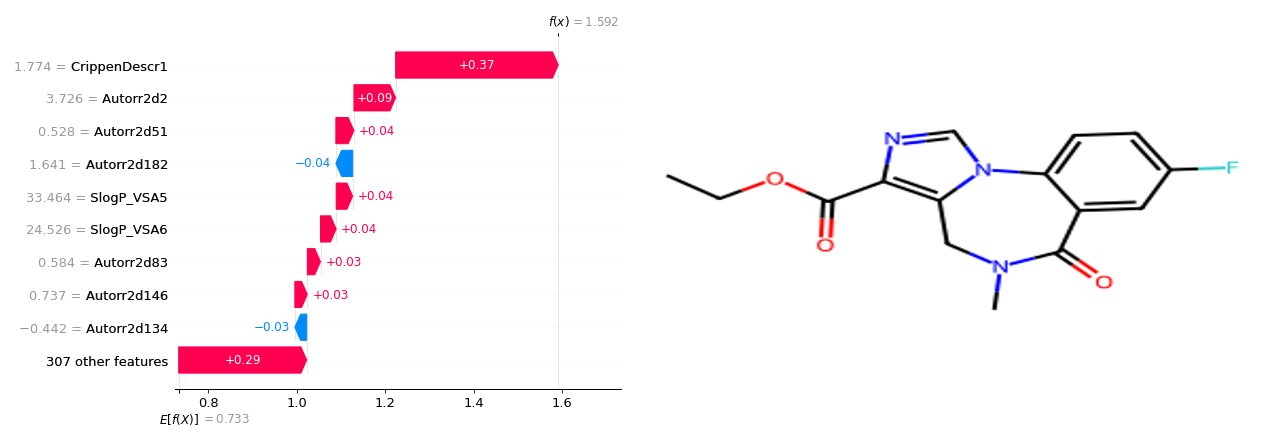 f(x) = 1.592
1.774 = CrippenDescr1
+0.37
3.726 = Autorr2d2
+0.09
0.528 = Autorr2d51
+0.04
1.641 = Autorr2d182
−0.04
33.464 = SlogP_VSA5
+0.04
24.526 = SlogP_VSA6
+0.04
0.584 = Autorr2d83
+0.03
0.737 = Autorr2d146
+0.03
−0.442 = Autorr2d134
−0.03
307 other features
+0.29
0.8 1.0 1.2 1.4 1.6
E[f(X)] = 0.733
N
N
F
O
O
N
O